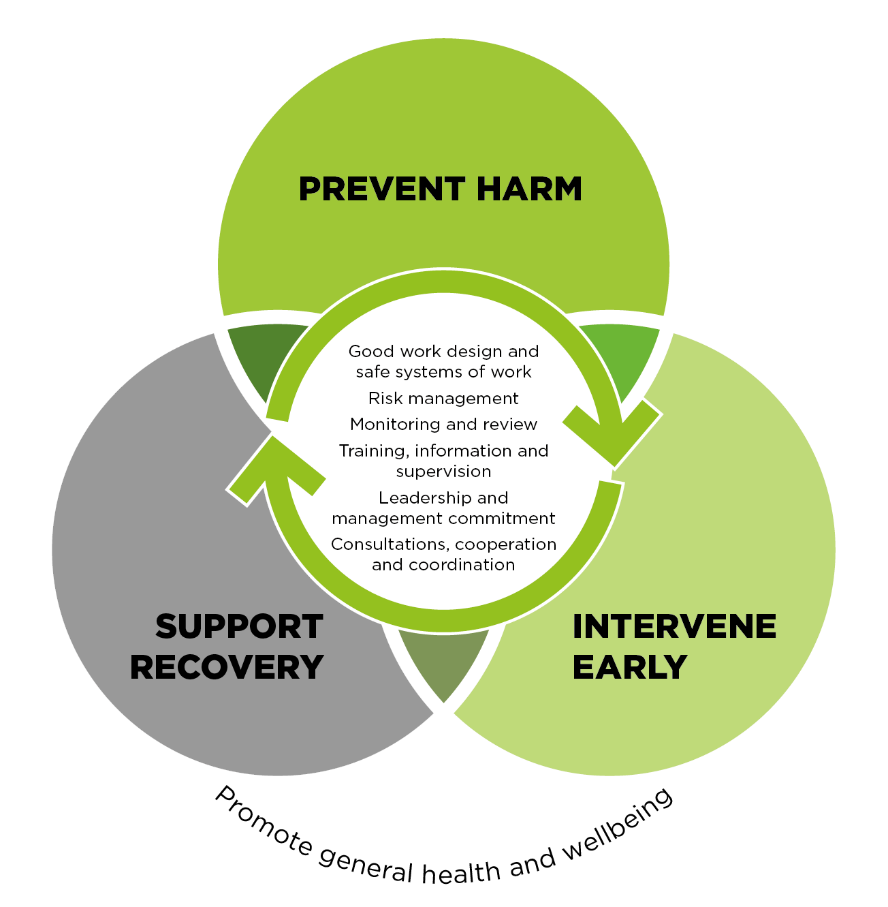 PREVENT HARM
Good work design and
safe systems of work
Risk management
Monitoring and review
Training, information and
supervision
Leadership and
management commitment
Consultations, cooperation
and coordination
SUPPORT
RECOVERY
INTERVENE
EARLY
Promote general health and wellbeing